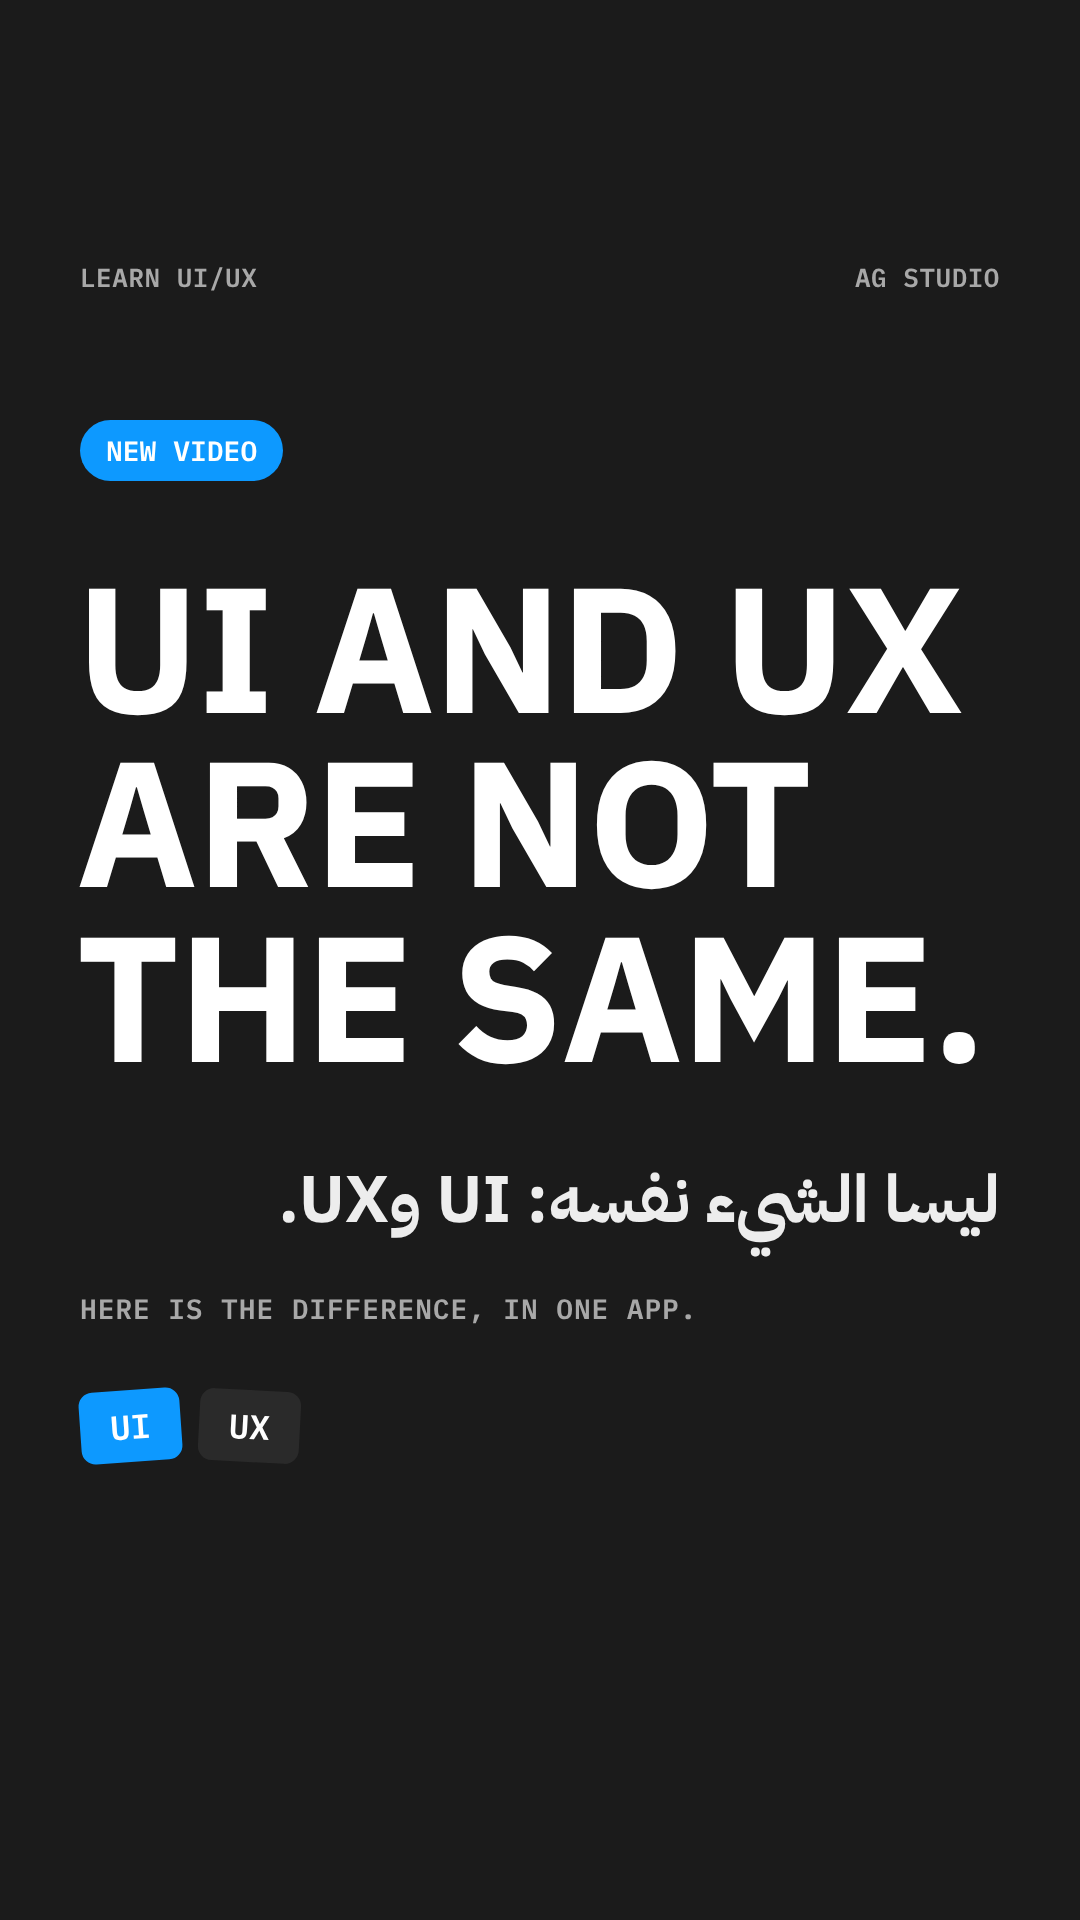 LEARN UI/UX
AG STUDIO
NEW VIDEO
UI AND UX
ARE NOT
THE SAME.
ليسا الشيء نفسه: UI وUX.
HERE IS THE DIFFERENCE, IN ONE APP.
UI
UX